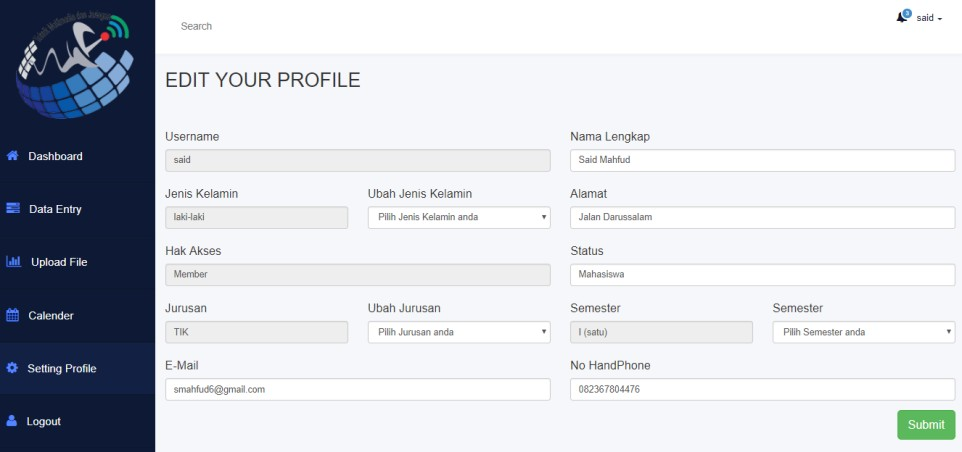 Search
3
said
EDIT YOUR PROFILE
Dashboard
Data Entry
Upload File
Calender
Setting Profile
Logout
Username
said
Nama Lengkap
Said Mahfud
Jenis Kelamin
laki-laki
Ubah Jenis Kelamin
Pilih Jenis Kelamin anda
Alamat
Jalan Darussalam
Hak Akses
Member
Status
Mahasiswa
Jurusan
TIK
Ubah Jurusan
Pilih Jurusan anda
Semester
I (satu)
Semester
Pilih Semester anda
E-Mail
smahfud6@gmail.com
No HandPhone
082367804476
Submit